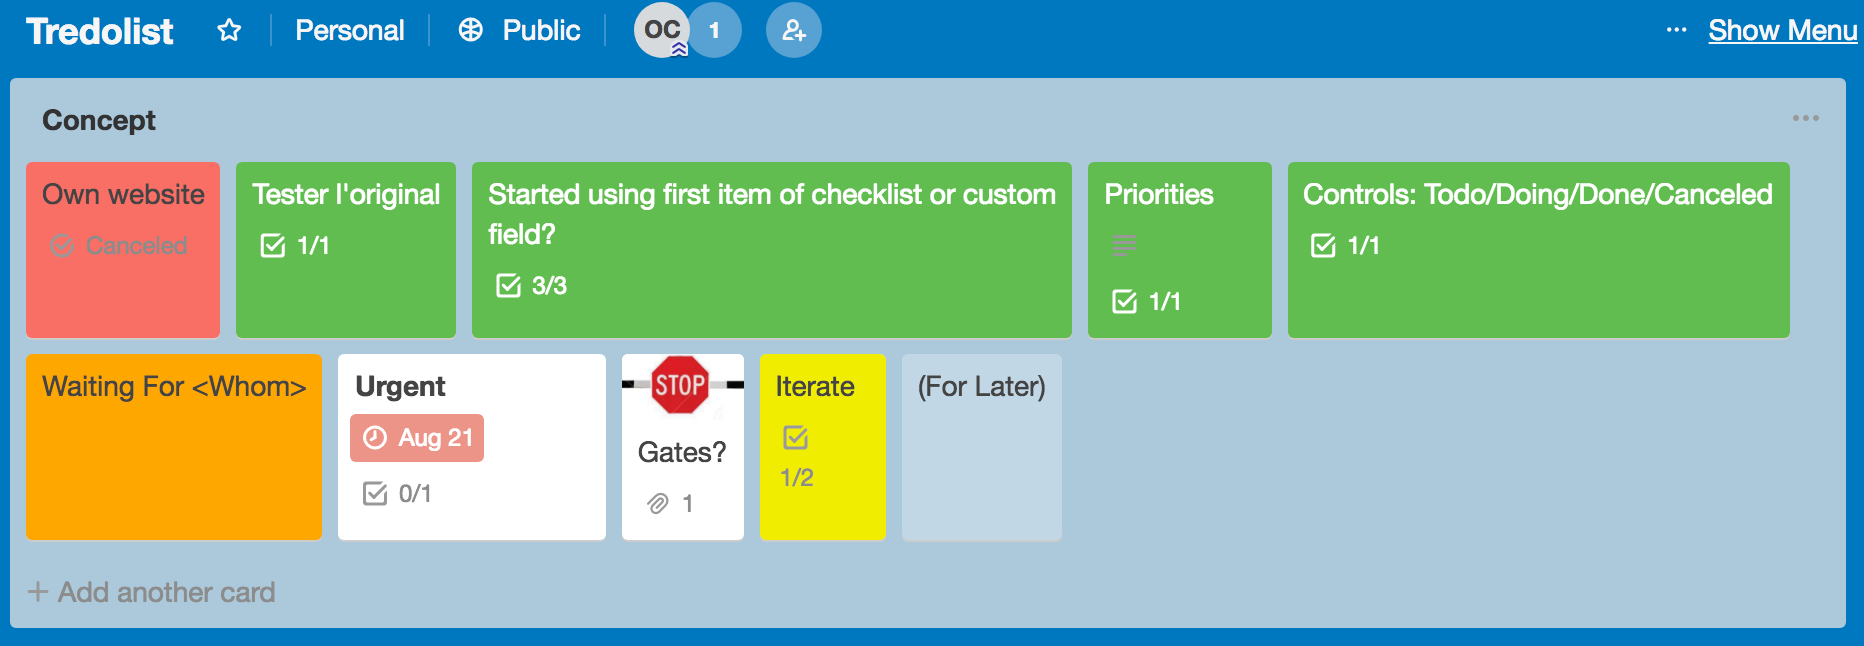 Tredolist Personal Public OC 1 Show Menu
Concept
Own website
Canceled
Tester l'original
1/1
Started using first item of checklist or custom
field?
3/3
Priorities
1/1
Controls: Todo/Doing/Done/Canceled
1/1
Waiting For <Whom>
Urgent
Aug 21
0/1
STOP
Gates?
1
Iterate
1/2
(For Later)
+ Add another card